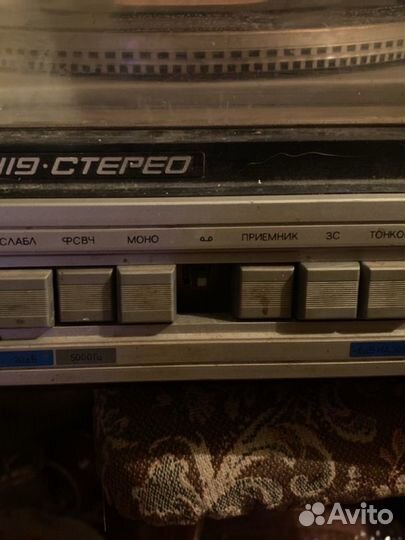 119·СТЕРЕО
СЛАБЛ ФСВЧ МОНО ПРИЕМНИК ЗС ТОНКО
5000Гц
Avito